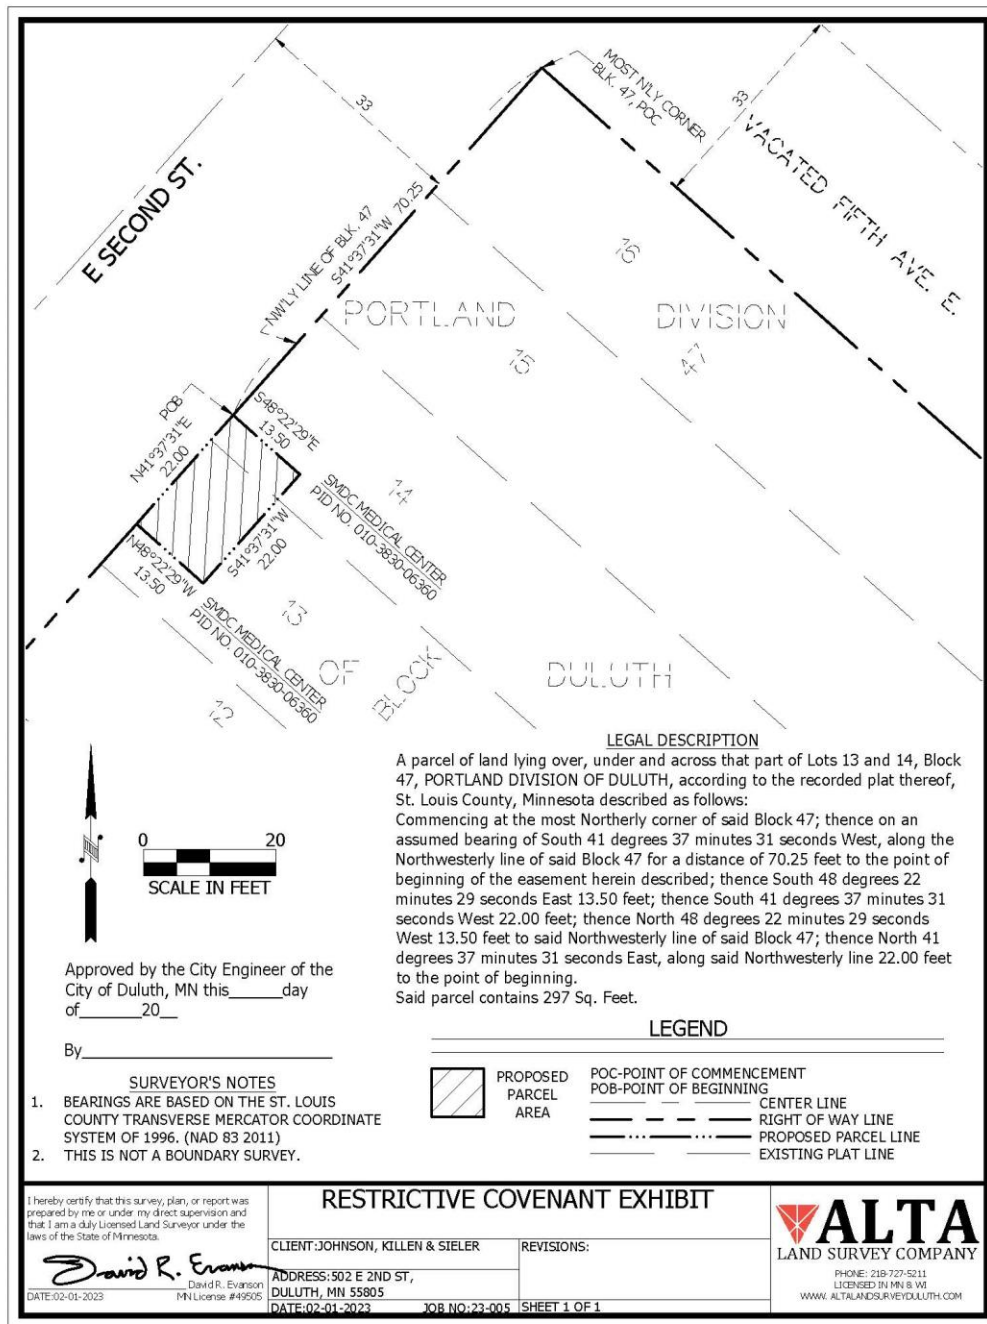 MOST N'LY CORNER
BLK. 47, POC
33
33
VACATED FIFTH AVE. E.
E SECOND ST.
NW'LY LINE OF BLK. 47
S41°37'31"W 70.25
16
PORTLAND DIVISION
15
47
POB
N41°37'31"E
22.00
S48°22'29"E
13.50
14
SMDC MEDICAL CENTER
PID NO. 010-3830-06360
S41°37'31"W
22.00
N48°22'29"W
13.50
13
SMDC MEDICAL CENTER
PID NO. 010-3830-06360
OF DULUTH
BLOCK
12
LEGAL DESCRIPTION
A parcel of land lying over, under and across that part of Lots 13 and 14, Block
47, PORTLAND DIVISION OF DULUTH, according to the recorded plat thereof,
St. Louis County, Minnesota described as follows:
Commencing at the most Northerly corner of said Block 47; thence on an
assumed bearing of South 41 degrees 37 minutes 31 seconds West, along the
Northwesterly line of said Block 47 for a distance of 70.25 feet to the point of
beginning of the easement herein described; thence South 48 degrees 22
minutes 29 seconds East 13.50 feet; thence South 41 degrees 37 minutes 31
seconds West 22.00 feet; thence North 48 degrees 22 minutes 29 seconds
West 13.50 feet to said Northwesterly line of said Block 47; thence North 41
degrees 37 minutes 31 seconds East, along said Northwesterly line 22.00 feet
to the point of beginning.
Said parcel contains 297 Sq. Feet.
0 20
SCALE IN FEET
Approved by the City Engineer of the
City of Duluth, MN this______day
of_______20__
By____________________________
SURVEYOR'S NOTES
1. BEARINGS ARE BASED ON THE ST. LOUIS
COUNTY TRANSVERSE MERCATOR COORDINATE
SYSTEM OF 1996. (NAD 83 2011)
2. THIS IS NOT A BOUNDARY SURVEY.
LEGEND
PROPOSED
PARCEL
AREA
POC-POINT OF COMMENCEMENT
POB-POINT OF BEGINNING
CENTER LINE
RIGHT OF WAY LINE
PROPOSED PARCEL LINE
EXISTING PLAT LINE
I hereby certify that this survey, plan, or report was
prepared by me or under my direct supervision and
that I am a duly Licensed Land Surveyor under the
laws of the State of Minnesota.
David R. Evanson
David R. Evanson
DATE:02-01-2023 MN License #49505
RESTRICTIVE COVENANT EXHIBIT
CLIENT:JOHNSON, KILLEN & SIELER
REVISIONS:
ADDRESS:502 E 2ND ST,
DULUTH, MN 55805
DATE:02-01-2023 JOB NO:23-005 SHEET 1 OF 1
ALTA
LAND SURVEY COMPANY
PHONE: 218-727-5211
LICENSED IN MN & WI
WWW. ALTALANDSURVEYDULUTH.COM